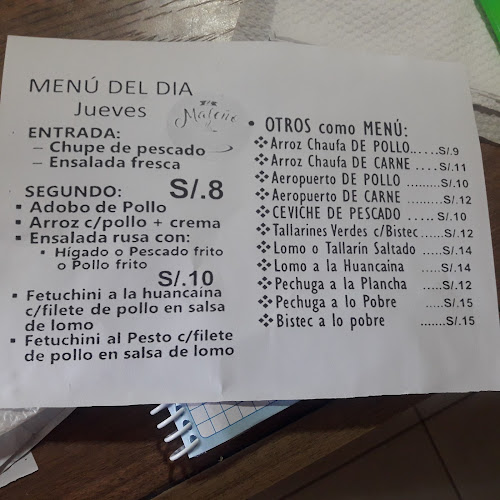 MENÚ DEL DIA
Jueves
Maleño
ENTRADA:
– Chupe de pescado
– Ensalada fresca
SEGUNDO: S/.8
▪ Adobo de Pollo
▪ Arroz c/pollo + crema
▪ Ensalada rusa con:
• Hígado o Pescado frito
o Pollo frito
S/.10
▪ Fetuchini a la huancaína
c/filete de pollo en salsa
de lomo
▪ Fetuchini al Pesto c/filete
de pollo en salsa de lomo
• OTROS como MENÚ:
❖ Arroz Chaufa DE POLLO......S/.9
❖ Arroz Chaufa DE CARNE ....S/.11
❖ Aeropuerto DE POLLO .........S/.10
❖ Aeropuerto DE CARNE .........S/.12
❖ CEVICHE DE PESCADO .....S/.10
❖ Tallarines Verdes c/Bistec.....S/.12
❖ Lomo o Tallarin Saltado .....S/.14
❖ Lomo a la Huancaina .....S/.14
❖ Pechuga a la Plancha .....S/.12
❖ Pechuga a lo Pobre .....S/.15
❖ Bistec a lo pobre .......S/.15